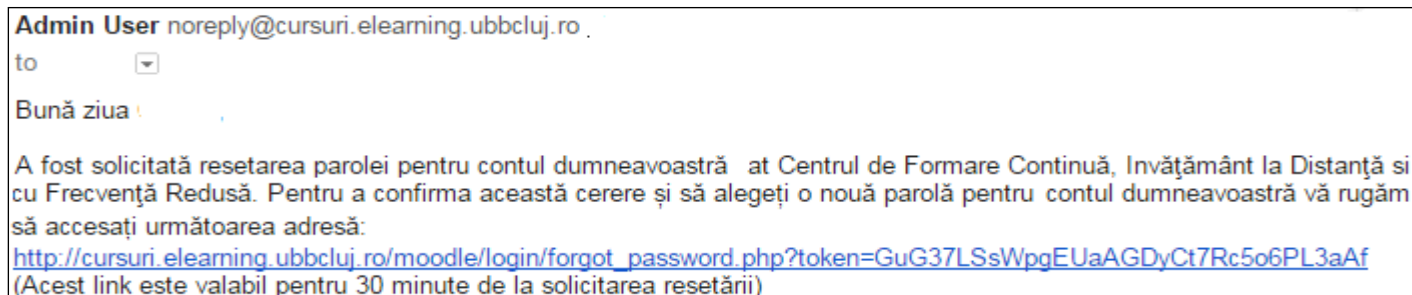 Admin User noreply@cursuri.elearning.ubbcluj.ro
to
Bună ziua
A fost solicitată resetarea parolei pentru contul dumneavoastră at Centrul de Formare Continuă, Invăţământ la Distanţă si
cu Frecvenţă Redusă. Pentru a confirma această cerere și să alegeți o nouă parolă pentru contul dumneavoastră vă rugăm
să accesați următoarea adresă:
http://cursuri.elearning.ubbcluj.ro/moodle/login/forgot_password.php?token=GuG37LSsWpgEUaAGDyCt7Rc5o6PL3aAf
(Acest link este valabil pentru 30 minute de la solicitarea resetării)